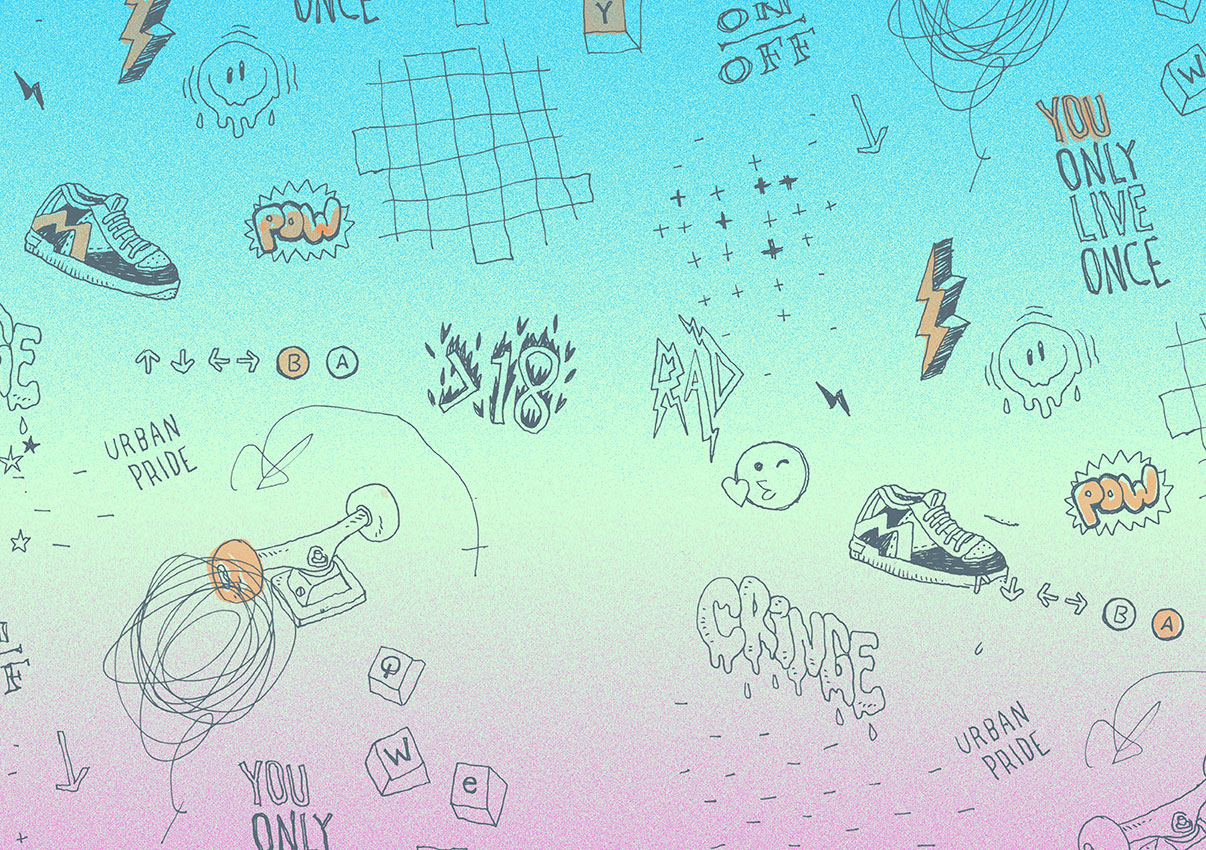 ONCE
Y
ON
OFF
W
YOU
ONLY
LIVE
ONCE
POW
E
↑ ↓ ← → B A
>18
RAD
URBAN
PRIDE
POW
CRINGE
↓ ← → B A
F
Q
W
e
URBAN
PRIDE
YOU
ONLY